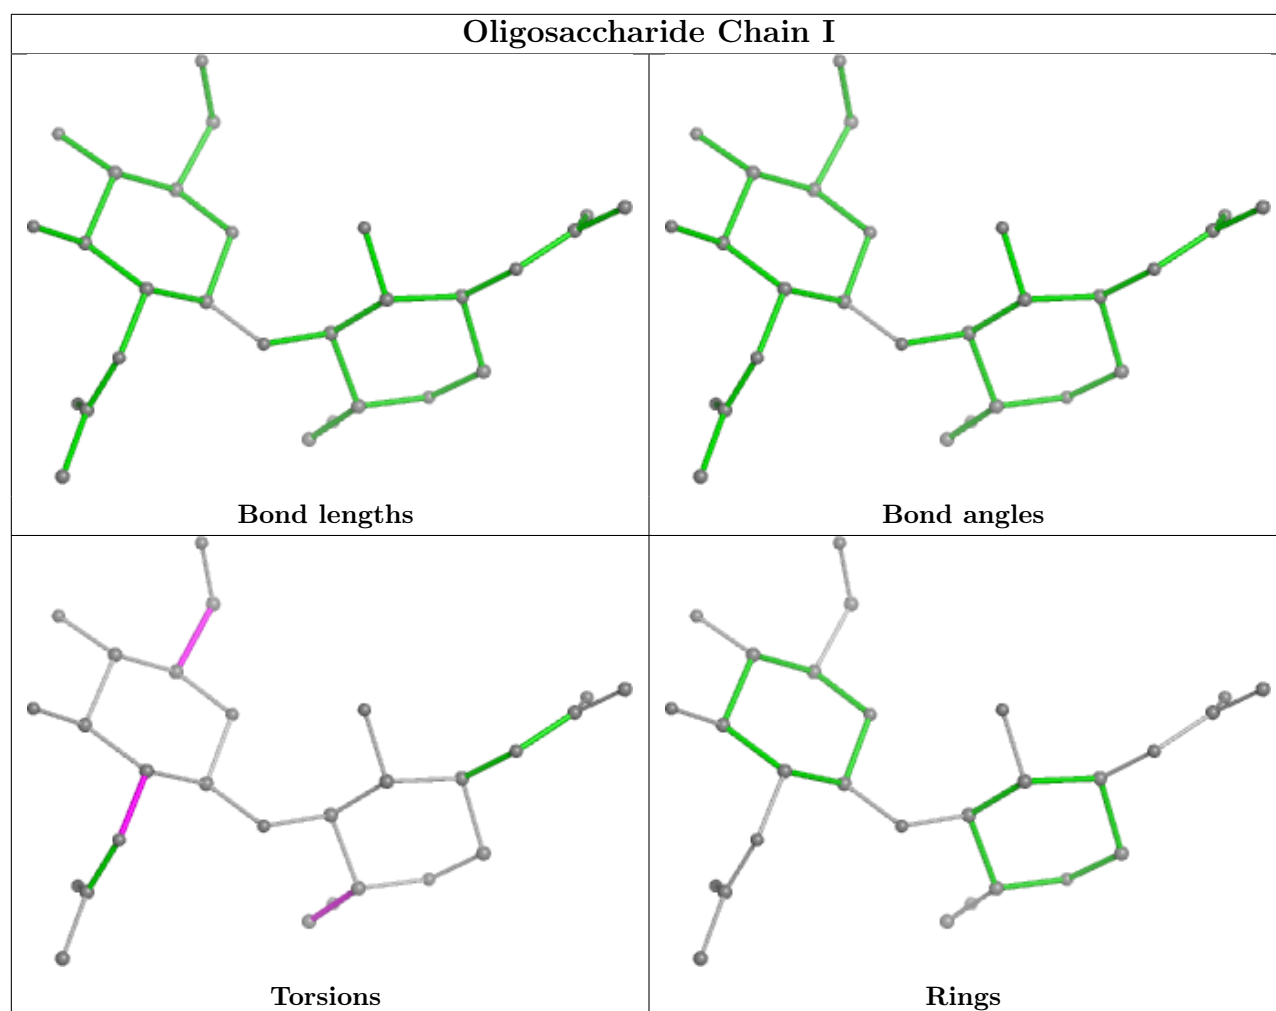 Oligosaccharide Chain I
Bond lengths
Bond angles
Torsions
Rings